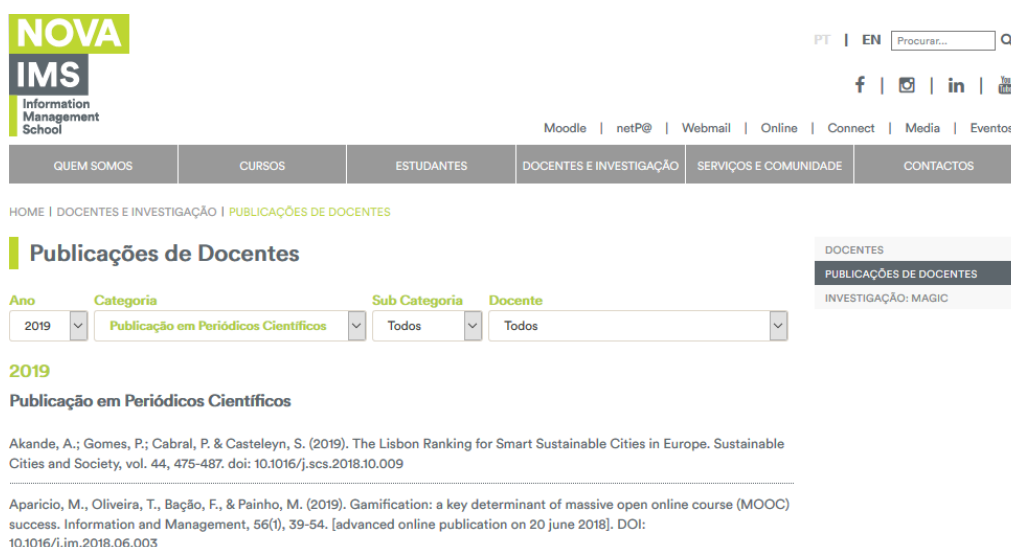 NOVA
IMS
Information
Management
School
PT | EN Procurar...
f | | in | You Tube
Moodle | netP@ | Webmail | Online | Connect | Media | Eventos
QUEM SOMOS CURSOS ESTUDANTES DOCENTES E INVESTIGAÇÃO SERVIÇOS E COMUNIDADE CONTACTOS
HOME | DOCENTES E INVESTIGAÇÃO | PUBLICAÇÕES DE DOCENTES
Publicações de Docentes
DOCENTES
PUBLICAÇÕES DE DOCENTES
INVESTIGAÇÃO: MAGIC
Ano Categoria Sub Categoria Docente
2019 Publicação em Periódicos Científicos Todos Todos
2019
Publicação em Periódicos Científicos
Akande, A.; Gomes, P.; Cabral, P. & Casteleyn, S. (2019). The Lisbon Ranking for Smart Sustainable Cities in Europe. Sustainable
Cities and Society, vol. 44, 475-487. doi: 10.1016/j.scs.2018.10.009
Aparicio, M., Oliveira, T., Bação, F., & Painho, M. (2019). Gamification: a key determinant of massive open online course (MOOC)
success. Information and Management, 56(1), 39-54. [advanced online publication on 20 june 2018]. DOI:
10.1016/j.im.2018.06.003